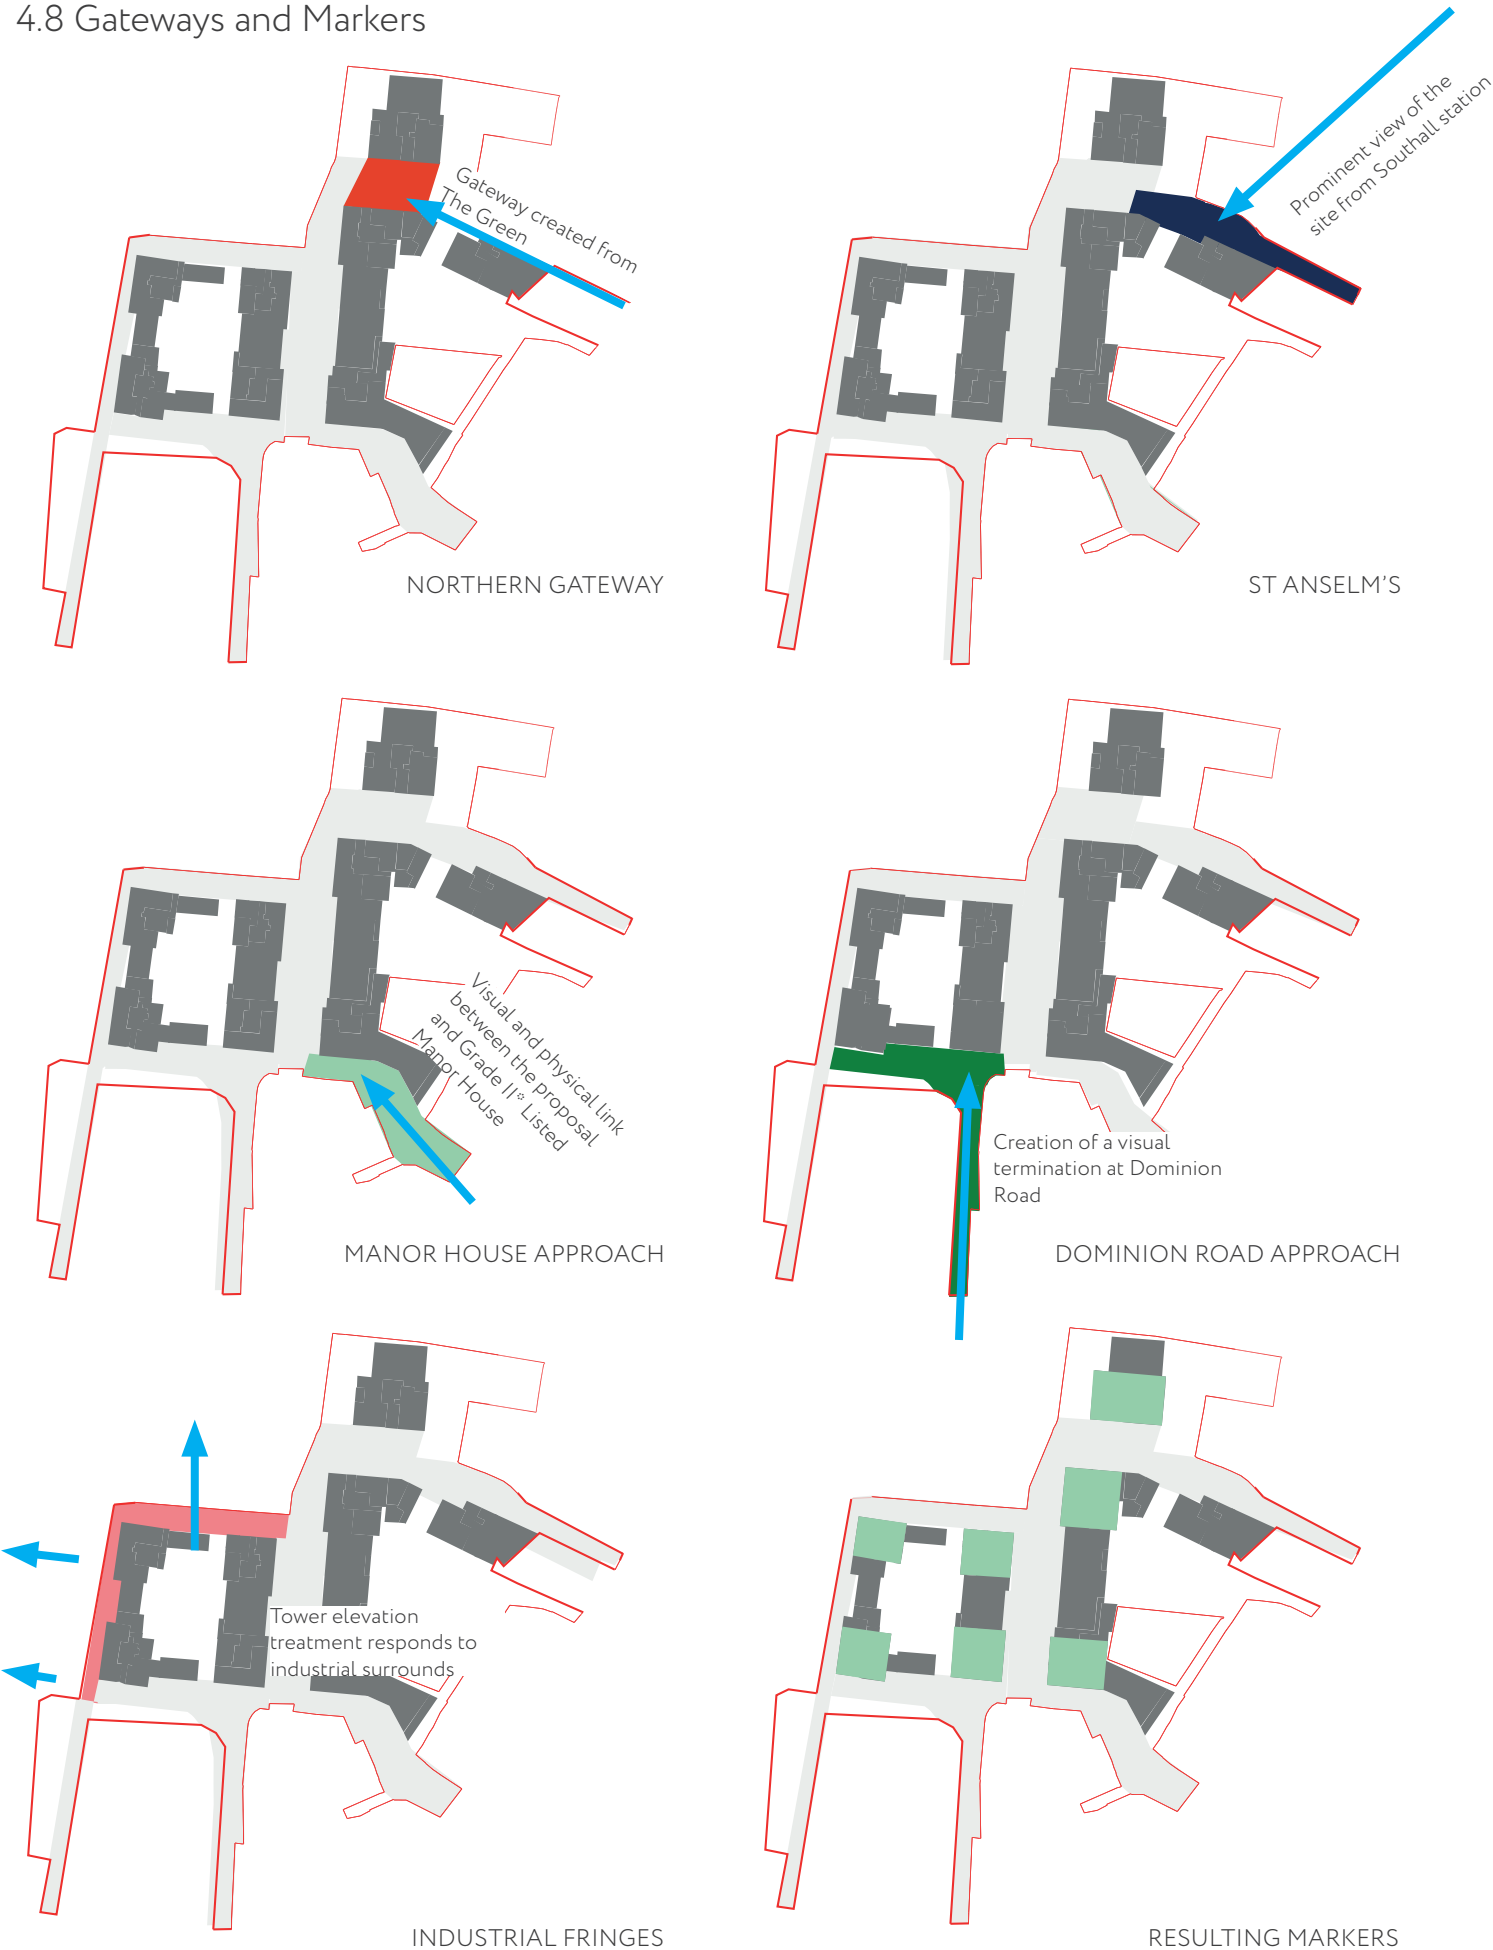 4.8 Gateways and Markers
Gateway created from
The Green
NORTHERN GATEWAY
Prominent view of the
site from Southall station
ST ANSELM'S
Visual and physical link
between the proposal
and Grade II* Listed
Manor House
MANOR HOUSE APPROACH
Creation of a visual
termination at Dominion
Road
DOMINION ROAD APPROACH
Tower elevation
treatment responds to
industrial surrounds
INDUSTRIAL FRINGES
RESULTING MARKERS